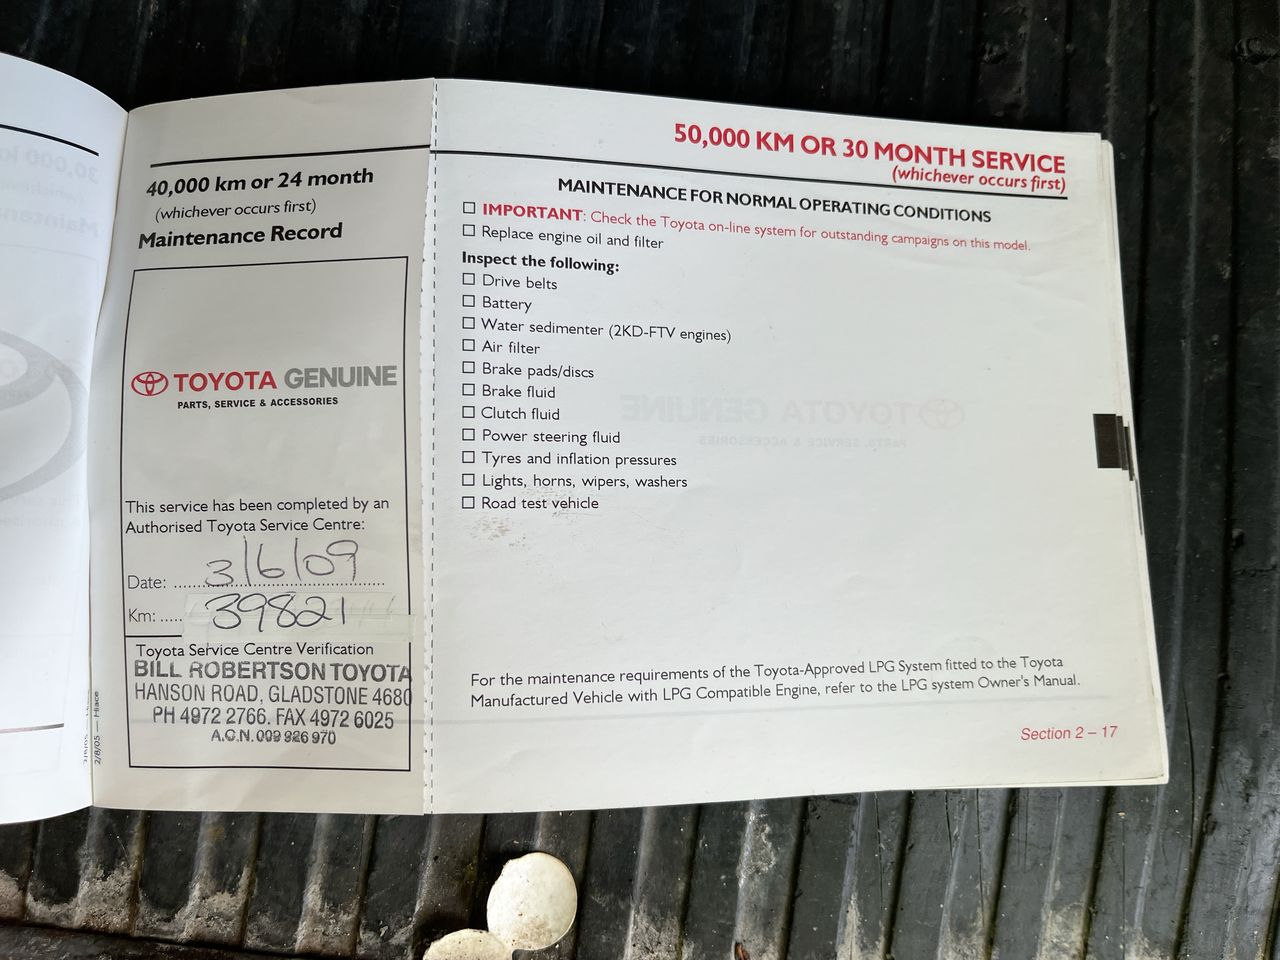 40,000 km or 24 month
(whichever occurs first)
Maintenance Record
TOYOTA GENUINE
PARTS, SERVICE & ACCESSORIES
This service has been completed by an
Authorised Toyota Service Centre:
Date: 3/6/09
Km: 39821
Toyota Service Centre Verification
BILL ROBERTSON TOYOTA
HANSON ROAD, GLADSTONE 4680
PH 4972 2766. FAX 4972 6025
A.C.N. 009 926 970
2/8/05 — Hiace
50,000 KM OR 30 MONTH SERVICE
(whichever occurs first)
MAINTENANCE FOR NORMAL OPERATING CONDITIONS
☐ IMPORTANT: Check the Toyota on-line system for outstanding campaigns on this model.
☐ Replace engine oil and filter
Inspect the following:
☐ Drive belts
☐ Battery
☐ Water sedimenter (2KD-FTV engines)
☐ Air filter
☐ Brake pads/discs
☐ Brake fluid
☐ Clutch fluid
☐ Power steering fluid
☐ Tyres and inflation pressures
☐ Lights, horns, wipers, washers
☐ Road test vehicle
For the maintenance requirements of the Toyota-Approved LPG System fitted to the Toyota
Manufactured Vehicle with LPG Compatible Engine, refer to the LPG system Owner's Manual.
Section 2 – 17